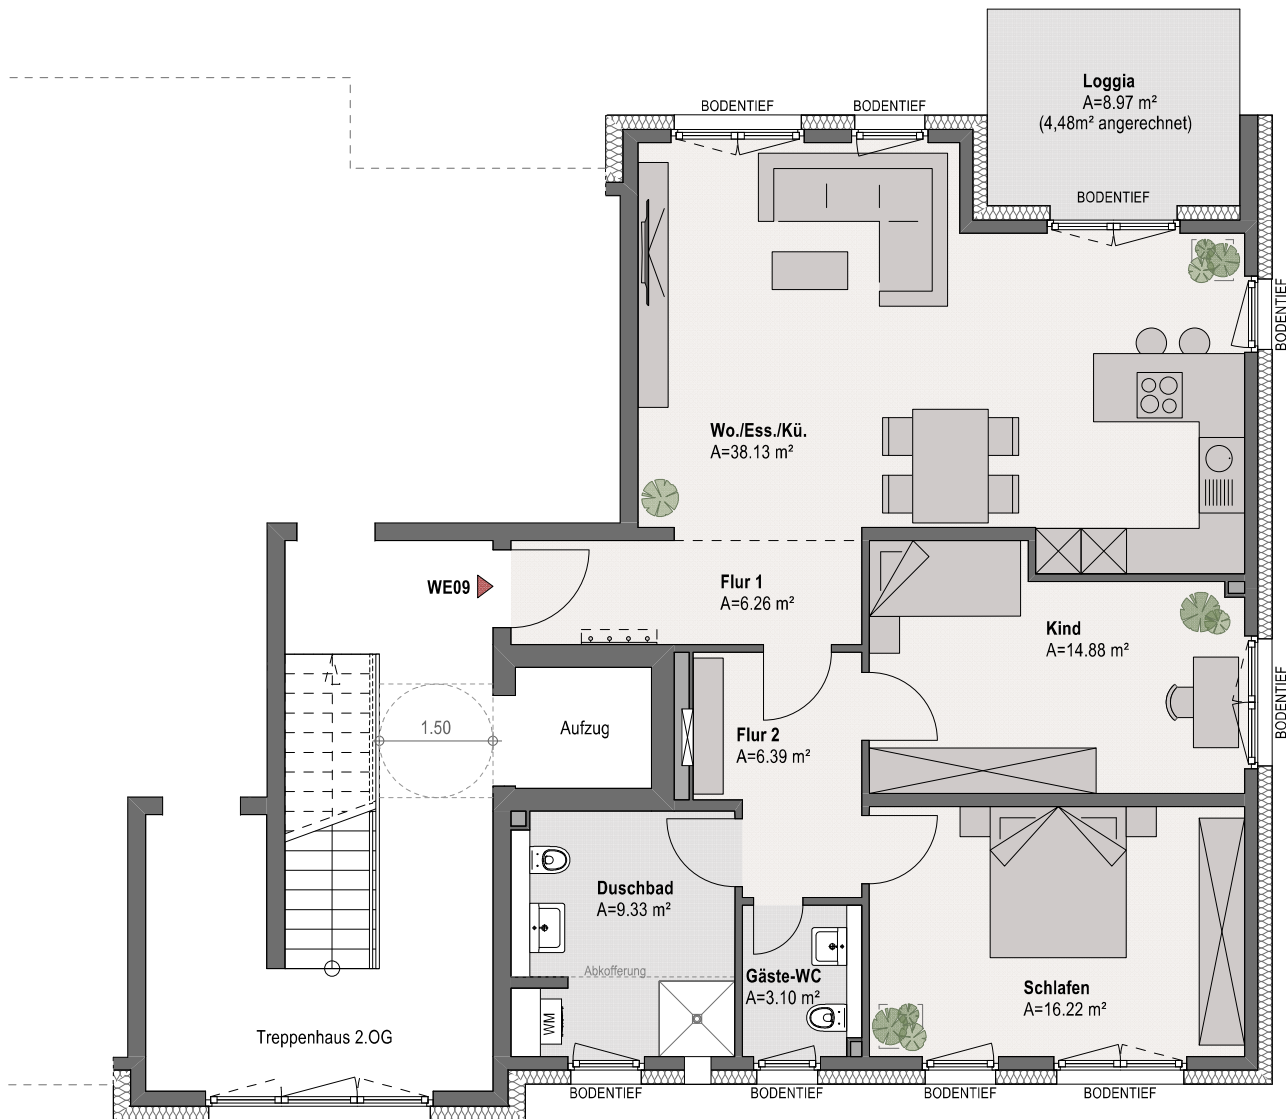 Loggia
A=8.97 m²
(4,48m² angerechnet)
BODENTIEF
BODENTIEF
BODENTIEF
BODENTIEF
Wo./Ess./Kü.
A=38.13 m²
WE09
Flur 1
A=6.26 m²
Kind
A=14.88 m²
BODENTIEF
1.50
Aufzug
Flur 2
A=6.39 m²
Duschbad
A=9.33 m²
Abkofferung
Gäste-WC
A=3.10 m²
Schlafen
A=16.22 m²
WM
Treppenhaus 2.OG
BODENTIEF
BODENTIEF
BODENTIEF
BODENTIEF